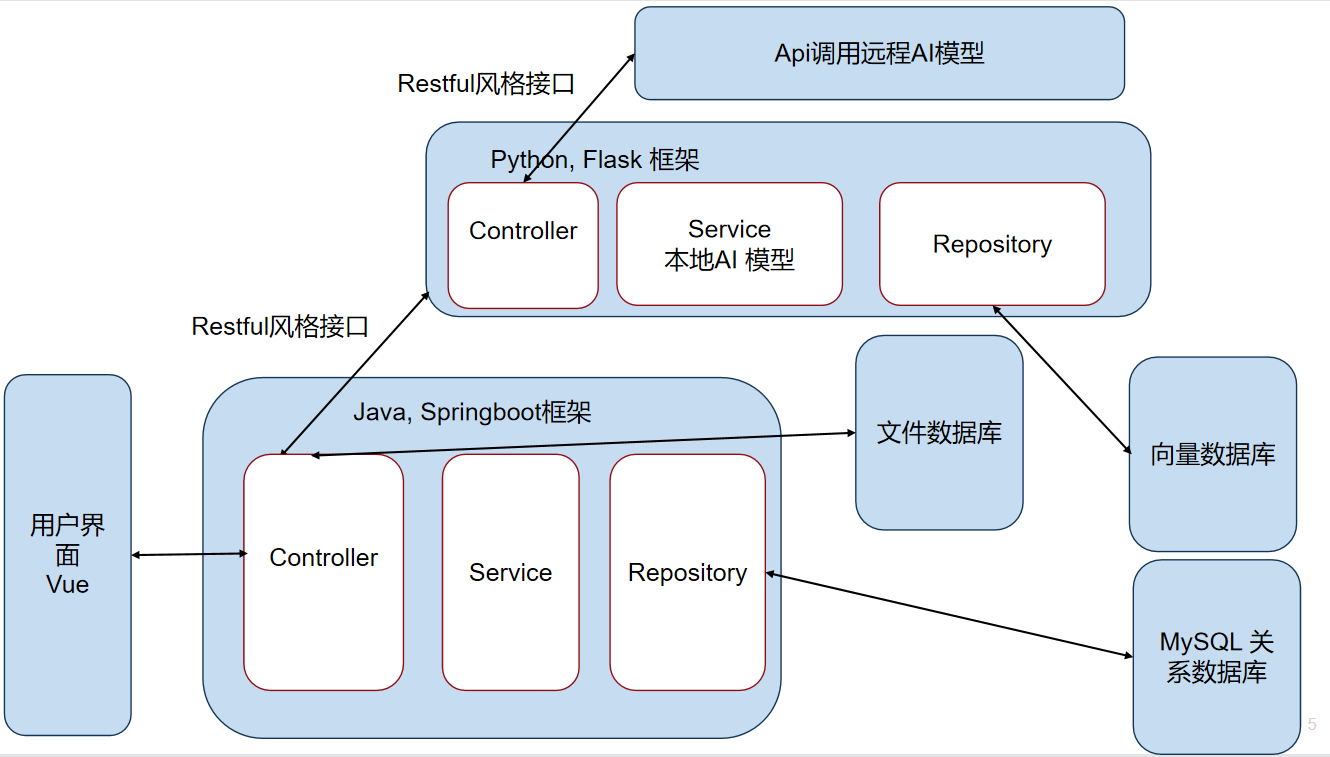 Api调用远程AI模型
Restful风格接口
Python, Flask 框架
Controller
Service
本地AI 模型
Repository
Restful风格接口
Java, Springboot框架
文件数据库
向量数据库
用户界
面
Vue
Controller
Service
Repository
MySQL 关
系数据库
5